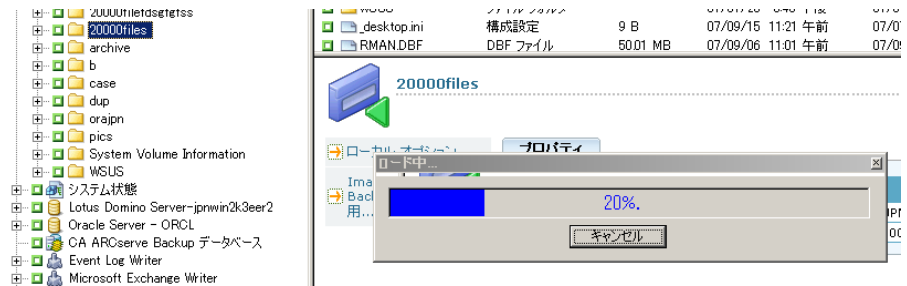 20000filefdsgfgfss
20000files
archive
b
case
dup
orajpn
pics
System Volume Information
WSUS
システム状態
Lotus Domino Server-jpnwin2k3eer2
Oracle Server - ORCL
CA ARCserve Backup データベース
Event Log Writer
Microsoft Exchange Writer
_desktop.ini 構成設定 9 B 07/09/15 11:21 午前
RMAN.DBF DBF ファイル 50.01 MB 07/09/06 11:01 午前
20000files
ローカル オプション
プロパティ
ロード中...
20%.
キャンセル
用...